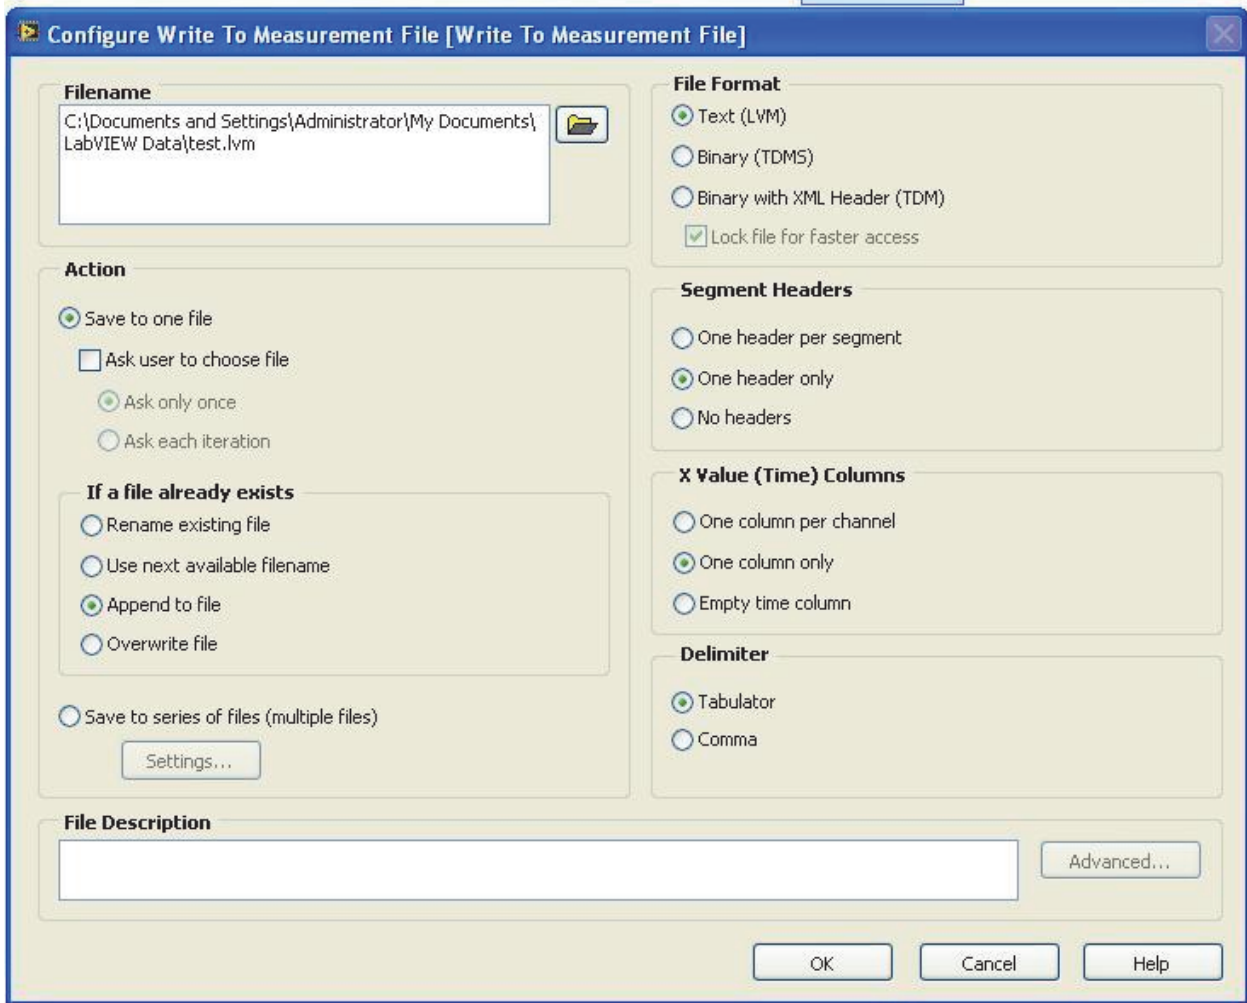 Configure Write To Measurement File [Write To Measurement File]
Filename
C:\Documents and Settings\Administrator\My Documents\
LabVIEW Data\test.lvm
Action
Save to one file
Ask user to choose file
Ask only once
Ask each iteration
If a file already exists
Rename existing file
Use next available filename
Append to file
Overwrite file
Save to series of files (multiple files)
Settings...
File Format
Text (LVM)
Binary (TDMS)
Binary with XML Header (TDM)
Lock file for faster access
Segment Headers
One header per segment
One header only
No headers
X Value (Time) Columns
One column per channel
One column only
Empty time column
Delimiter
Tabulator
Comma
File Description
Advanced...
OK
Cancel
Help